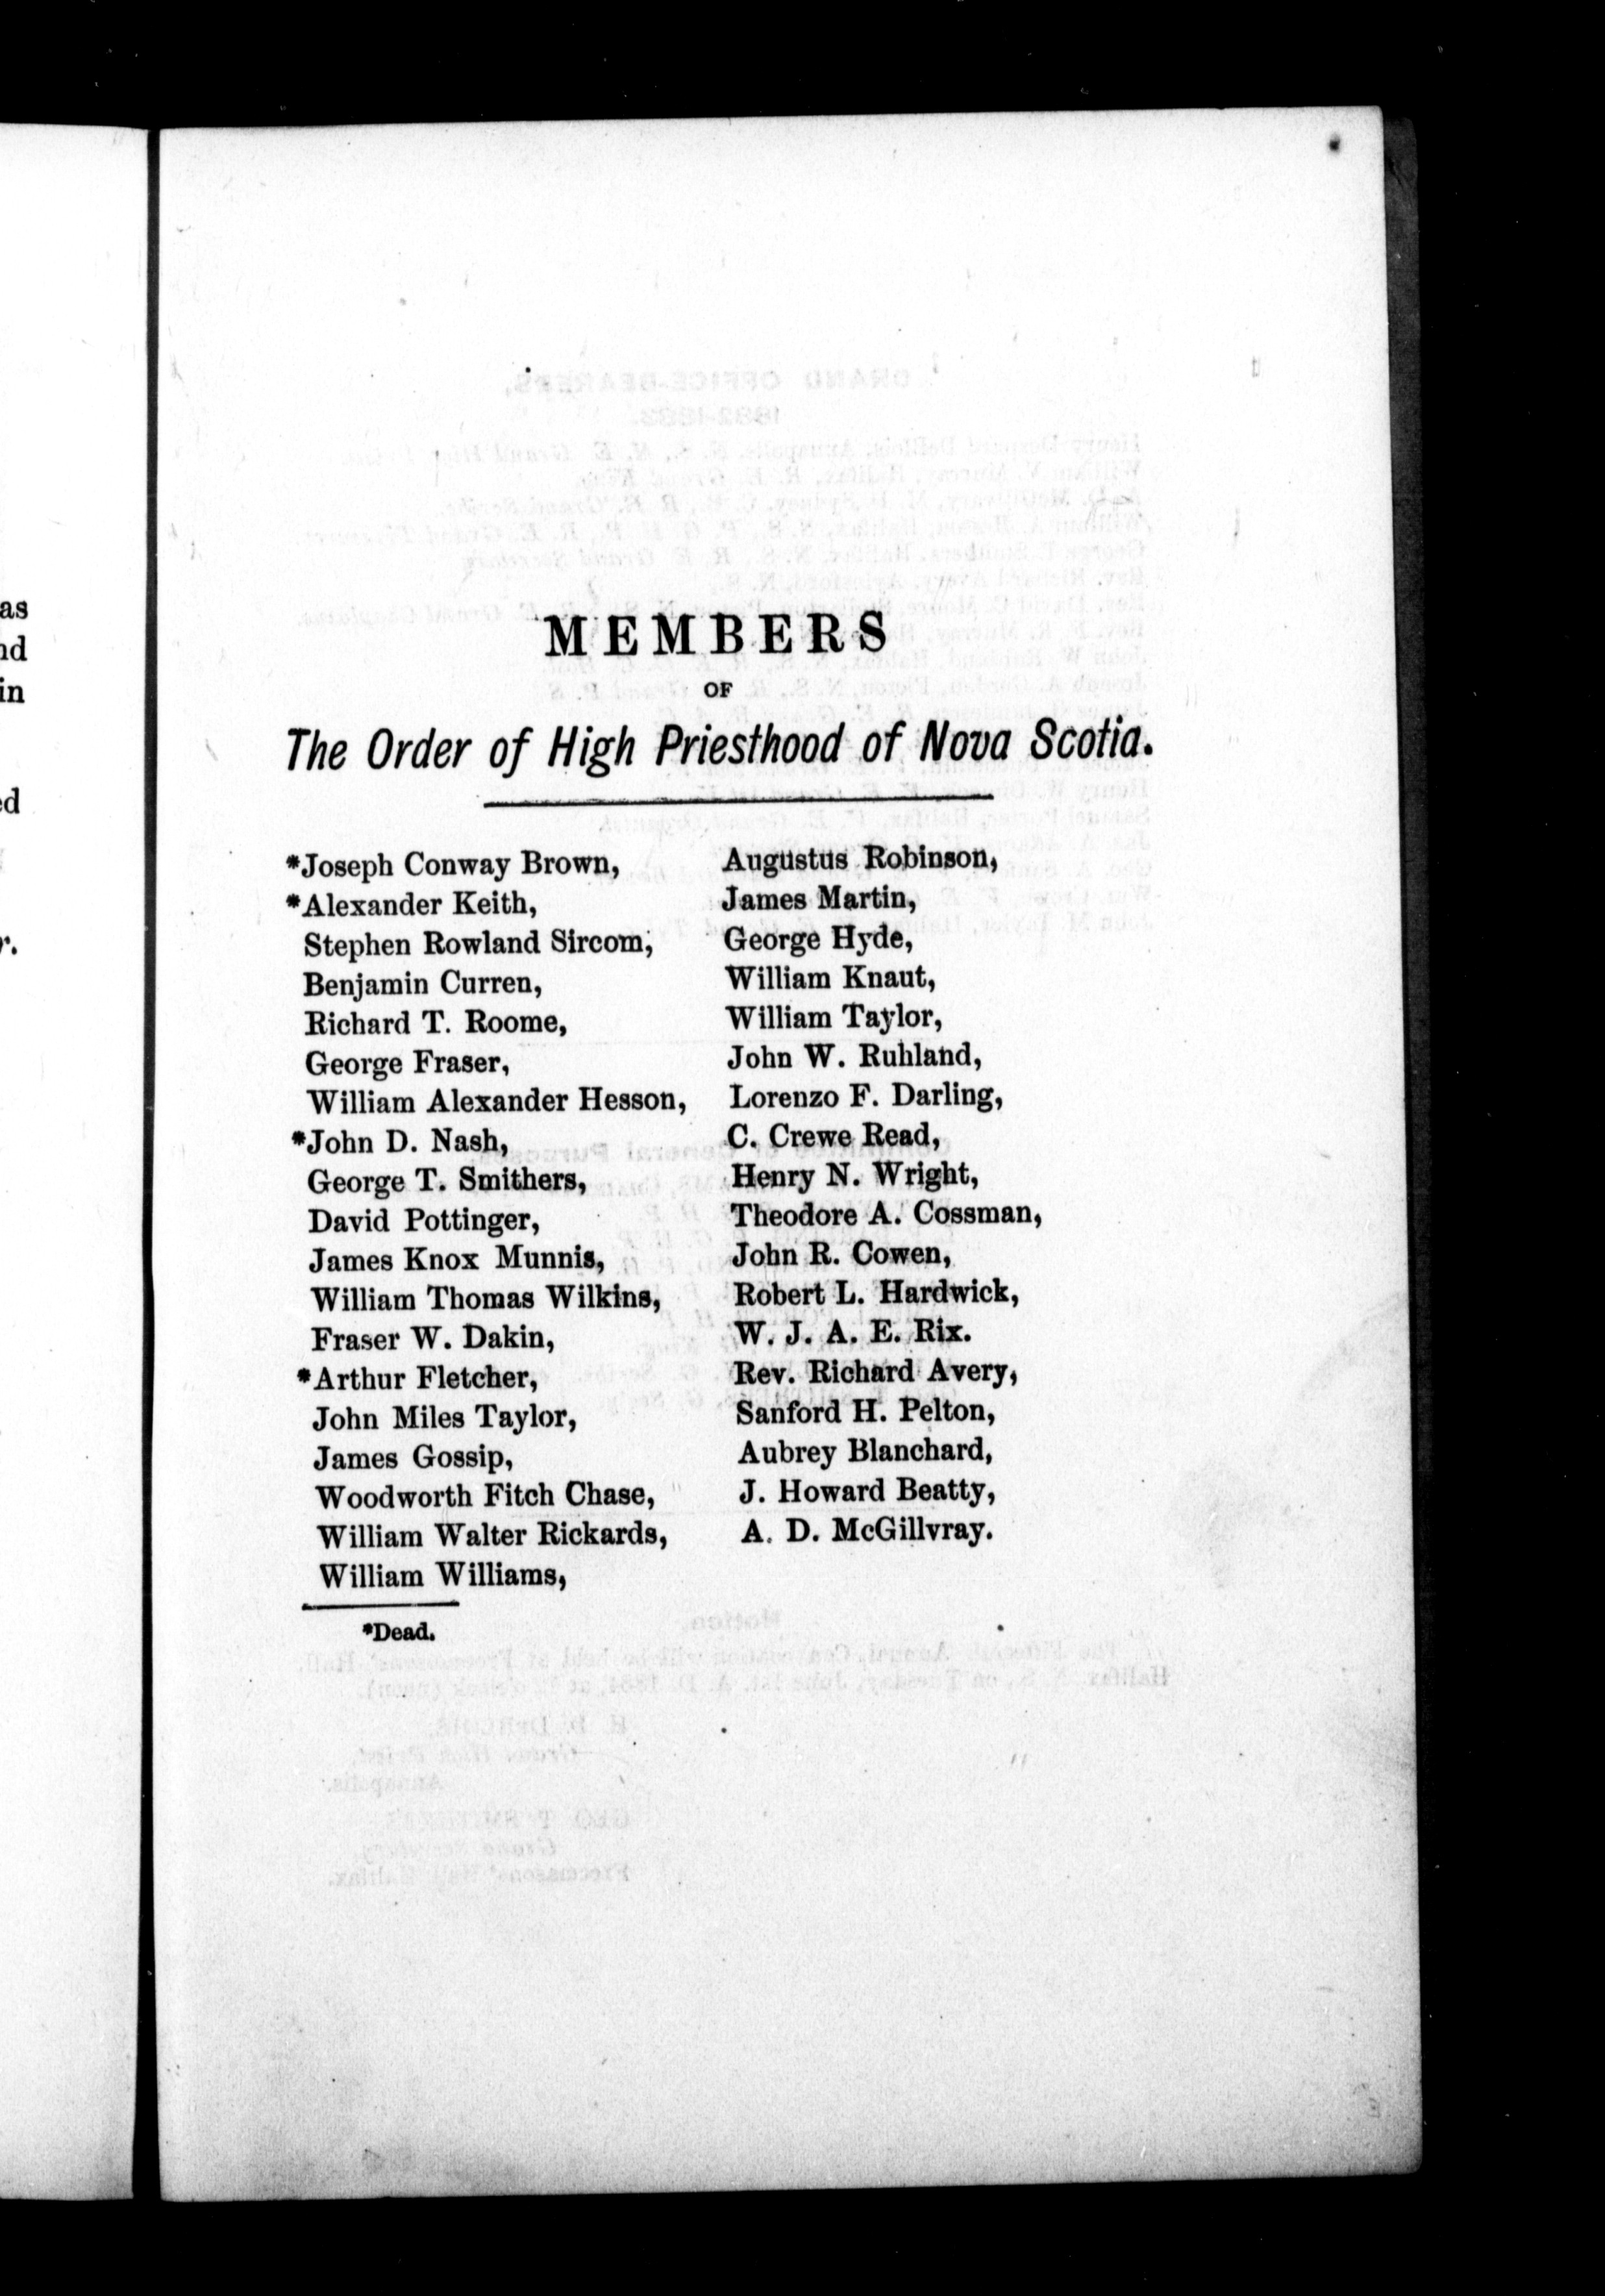 MEMBERS
OF
The Order of High Priesthood of Nova Scotia.
*Joseph Conway Brown,
*Alexander Keith,
Stephen Rowland Sircom,
Benjamin Curren,
Richard T. Roome,
George Fraser,
William Alexander Hesson,
*John D. Nash,
George T. Smithers,
David Pottinger,
James Knox Munnis,
William Thomas Wilkins,
Fraser W. Dakin,
*Arthur Fletcher,
John Miles Taylor,
James Gossip,
Woodworth Fitch Chase,
William Walter Rickards,
William Williams,
Augustus Robinson,
James Martin,
George Hyde,
William Knaut,
William Taylor,
John W. Ruhland,
Lorenzo F. Darling,
C. Crewe Read,
Henry N. Wright,
Theodore A. Cossman,
John R. Cowen,
Robert L. Hardwick,
W. J. A. E. Rix.
Rev. Richard Avery,
Sanford H. Pelton,
Aubrey Blanchard,
J. Howard Beatty,
A. D. McGillvray.
*Dead.